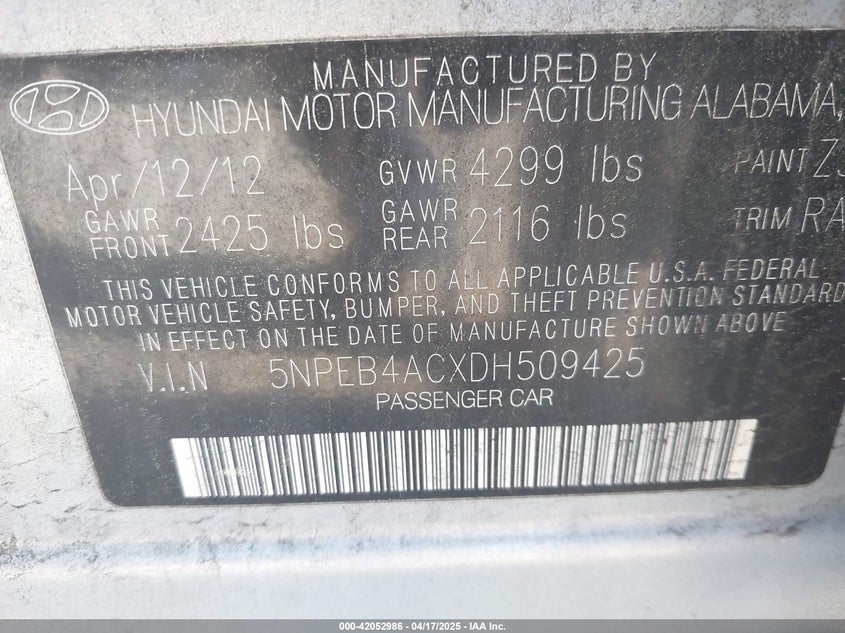 MANUFACTURED BY
HYUNDAI MOTOR MANUFACTURING ALABAMA,
Apr/12/12 GVWR 4299 lbs PAINT
GAWR FRONT 2425 lbs GAWR REAR 2116 lbs TRIM RA
THIS VEHICLE CONFORMS TO ALL APPLICABLE U.S.A. FEDERAL
MOTOR VEHICLE SAFETY, BUMPER, AND THEFT PREVENTION STANDARD
IN EFFECT ON THE DATE OF MANUFACTURE SHOWN ABOVE
V.I.N 5NPEB4ACXDH509425
PASSENGER CAR
000-42052986 - 04/17/2025 - IAA Inc.